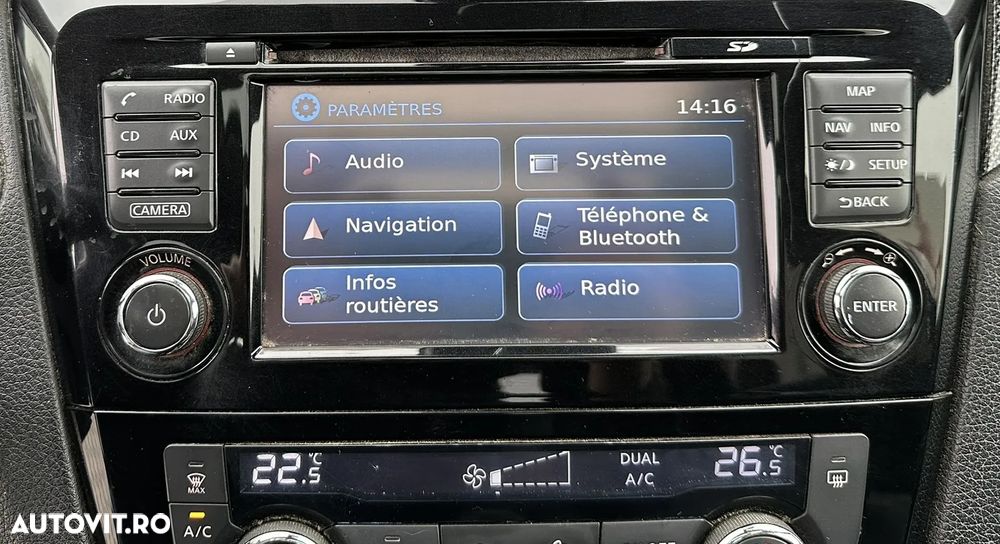 SD
RADIO
CD AUX
CAMERA
VOLUME
PARAMÈTRES 14:16
Audio
Système
Navigation
Téléphone &
Bluetooth
Infos
routières
Radio
MAP
NAV INFO
SETUP
BACK
ENTER
22.5 °C
DUAL
A/C
26.5 °C
MAX
A/C
AUTOVIT.RO